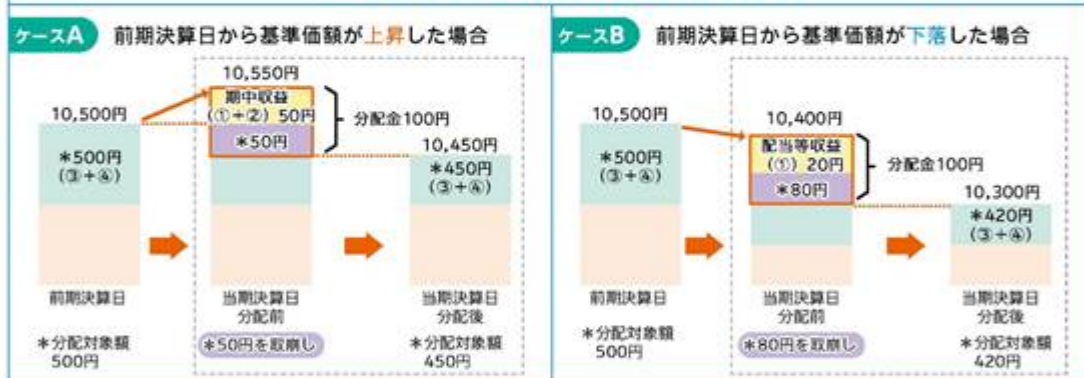 ケースA 前期決算日から基準価額が上昇した場合
10,550円
10,500円
期中収益
(①+②) 50円
分配金100円
*50円
10,450円
*500円
(③+④)
*450円
(③+④)
前期決算日
当期決算日
分配前
当期決算日
分配後
*分配対象額
500円
*50円を取崩し
*分配対象額
450円
ケースB 前期決算日から基準価額が下落した場合
10,500円
10,400円
配当等収益
(①) 20円
分配金100円
*80円
*500円
(③+④)
10,300円
*420円
(③+④)
前期決算日
当期決算日
分配前
当期決算日
分配後
*分配対象額
500円
*80円を取崩し
*分配対象額
420円